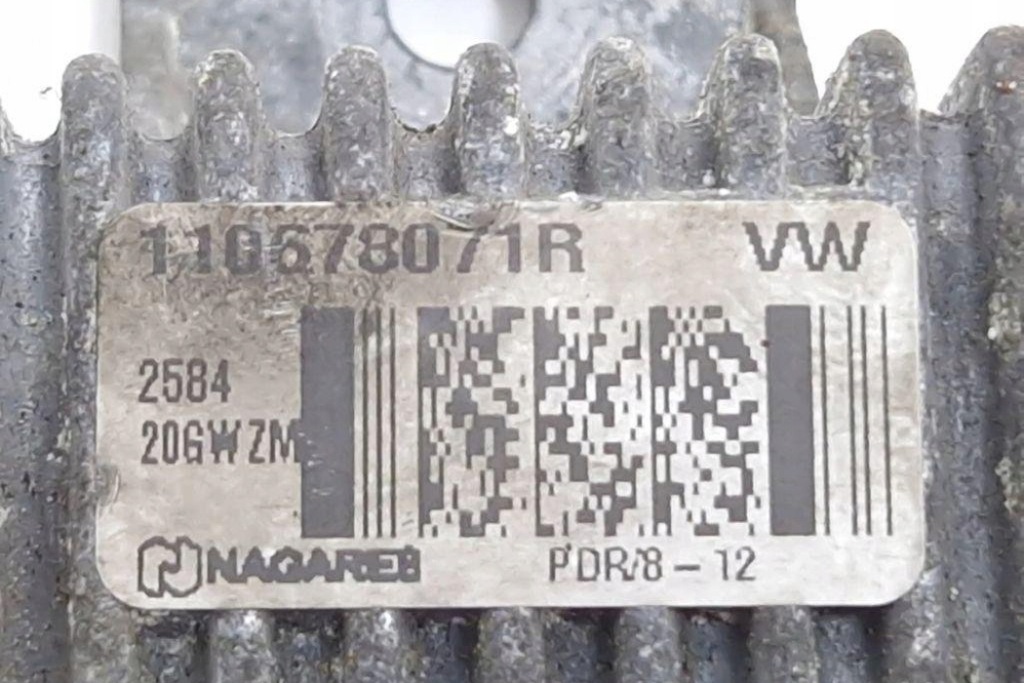 110678071R VW
2584
20GWZM
NAGARES
PDR/8-12